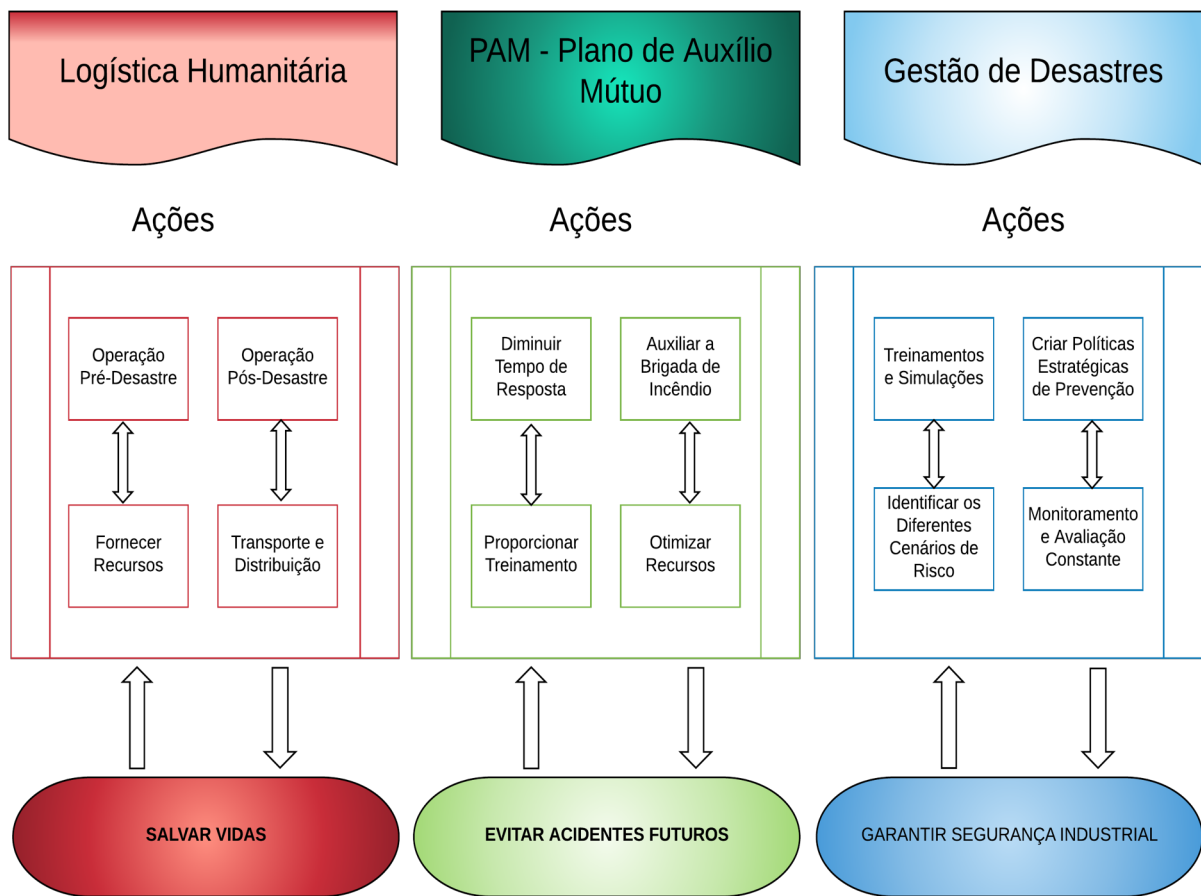 Logística Humanitária
PAM - Plano de Auxílio
Mútuo
Gestão de Desastres
Ações
Ações
Ações
Operação
Pré-Desastre
Operação
Pós-Desastre
Fornecer
Recursos
Transporte e
Distribuição
Diminuir
Tempo de
Resposta
Auxiliar a
Brigada de
Incêndio
Proporcionar
Treinamento
Otimizar
Recursos
Treinamentos
e Simulações
Criar Políticas
Estratégicas
de Prevenção
Identificar os
Diferentes
Cenários de
Risco
Monitoramento
e Avaliação
Constante
SALVAR VIDAS
EVITAR ACIDENTES FUTUROS
GARANTIR SEGURANÇA INDUSTRIAL